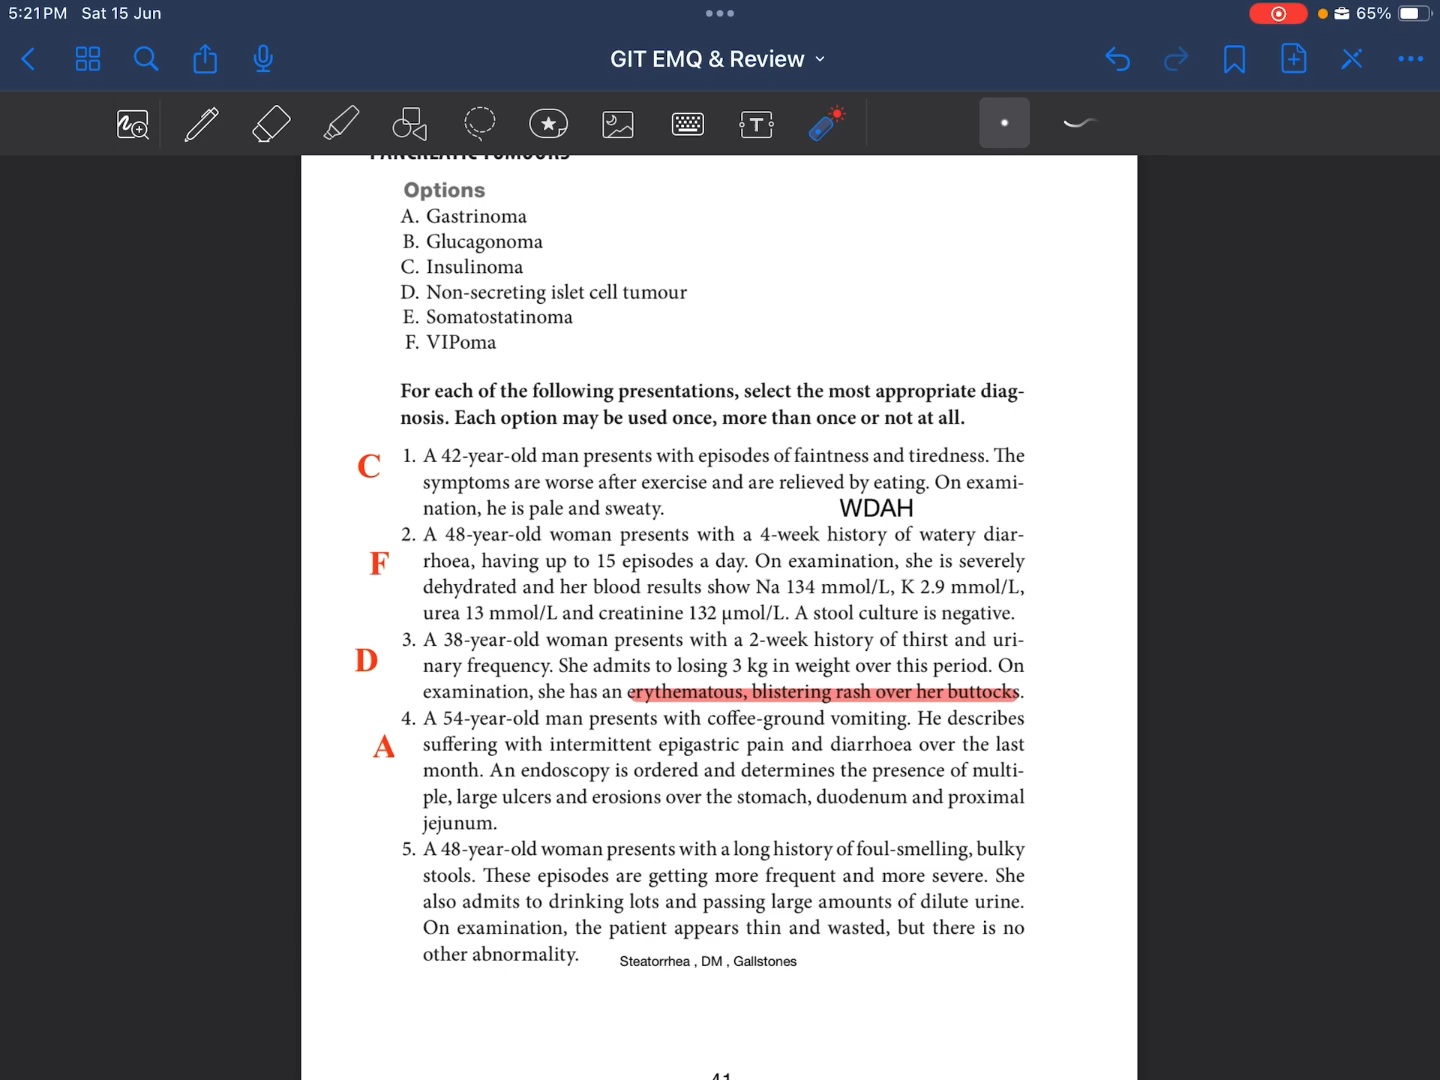 5:21 PM Sat 15 Jun
65%
GIT EMQ & Review
PANCREATIC TUMOURS
Options
A. Gastrinoma
B. Glucagonoma
C. Insulinoma
D. Non-secreting islet cell tumour
E. Somatostatinoma
F. VIPoma
For each of the following presentations, select the most appropriate diag-
nosis. Each option may be used once, more than once or not at all.
C
1. A 42-year-old man presents with episodes of faintness and tiredness. The
symptoms are worse after exercise and are relieved by eating. On exami-
nation, he is pale and sweaty.
WDAH
2. A 48-year-old woman presents with a 4-week history of watery diar-
F
rhoea, having up to 15 episodes a day. On examination, she is severely
dehydrated and her blood results show Na 134 mmol/L, K 2.9 mmol/L,
urea 13 mmol/L and creatinine 132 µmol/L. A stool culture is negative.
3. A 38-year-old woman presents with a 2-week history of thirst and uri-
D
nary frequency. She admits to losing 3 kg in weight over this period. On
examination, she has an erythematous, blistering rash over her buttocks.
4. A 54-year-old man presents with coffee-ground vomiting. He describes
A
suffering with intermittent epigastric pain and diarrhoea over the last
month. An endoscopy is ordered and determines the presence of multi-
ple, large ulcers and erosions over the stomach, duodenum and proximal
jejunum.
5. A 48-year-old woman presents with a long history of foul-smelling, bulky
stools. These episodes are getting more frequent and more severe. She
also admits to drinking lots and passing large amounts of dilute urine.
On examination, the patient appears thin and wasted, but there is no
other abnormality.
Steatorrhea , DM , Gallstones
41